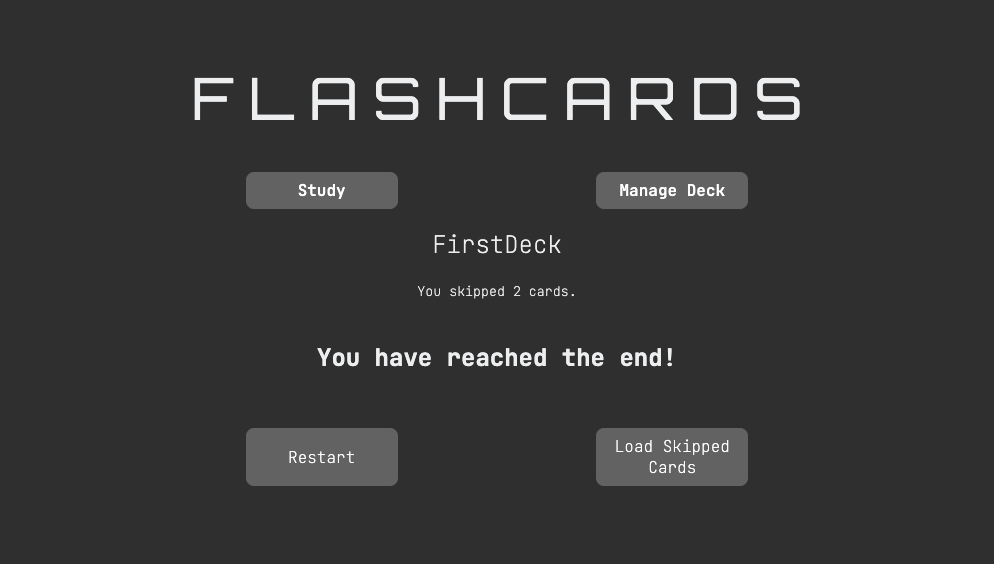 FLASHCARDS
Study
Manage Deck
FirstDeck
You skipped 2 cards.
You have reached the end!
Restart
Load Skipped
Cards